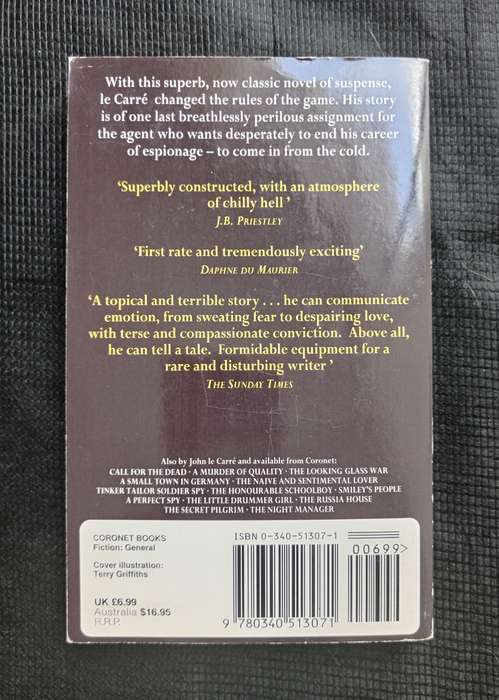 With this superb, now classic novel of suspense,
le Carré changed the rules of the game. His story
is of one last breathlessly perilous assignment for
the agent who wants desperately to end his career
of espionage – to come in from the cold.
‘Superbly constructed, with an atmosphere
of chilly hell’
J.B. PRIESTLEY
‘First rate and tremendously exciting’
DAPHNE DU MAURIER
‘A topical and terrible story . . . he can communicate
emotion, from sweating fear to despairing love,
with terse and compassionate conviction. Above all,
he can tell a tale. Formidable equipment for a
rare and disturbing writer’
THE SUNDAY TIMES
Also by John le Carré and available from Coronet:
CALL FOR THE DEAD · A MURDER OF QUALITY · THE LOOKING GLASS WAR
A SMALL TOWN IN GERMANY · THE NAIVE AND SENTIMENTAL LOVER
TINKER TAILOR SOLDIER SPY · THE HONOURABLE SCHOOLBOY · SMILEY'S PEOPLE
A PERFECT SPY · THE LITTLE DRUMMER GIRL · THE RUSSIA HOUSE
THE SECRET PILGRIM · THE NIGHT MANAGER
CORONET BOOKS
Fiction: General
Cover illustration:
Terry Griffiths
UK £6.99
Australia $16.95
R.R.P.
ISBN 0-340-51307-1
00699>
9 780340 513071